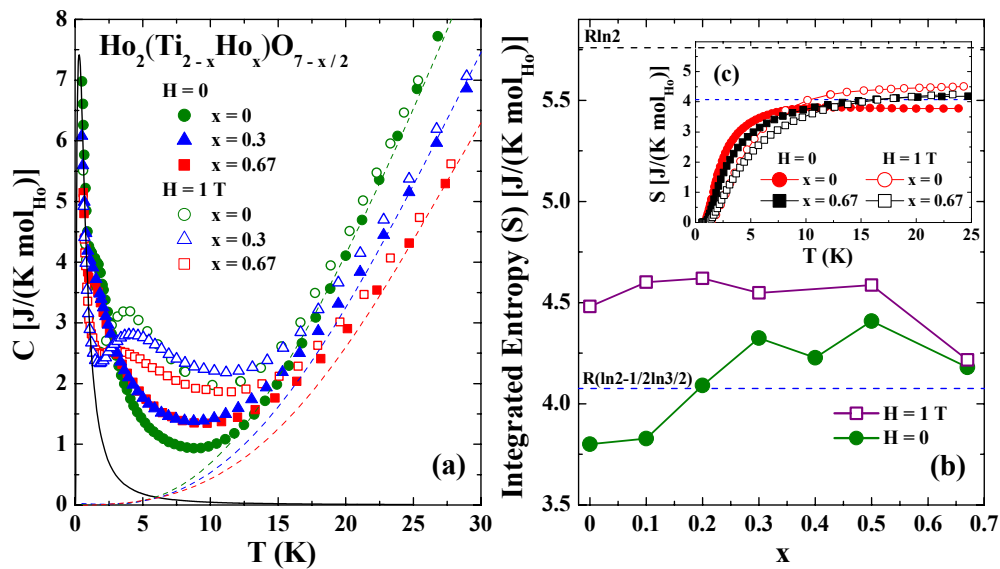 Ho2(Ti2-xHox)O7-x/2
H = 0
x = 0
x = 0.3
x = 0.67
H = 1 T
x = 0
x = 0.3
x = 0.67
(a)
C [J/(K molHo)]
8
7
6
5
4
3
2
1
0
0 5 10 15 20 25 30
T (K)
Integrated Entropy (S) [J/(K molHo)]
Rln2
5.5
5.0
4.5
4.0
3.5
R(ln2-1/2ln3/2)
H = 1 T
H = 0
(b)
0 0.1 0.2 0.3 0.4 0.5 0.6 0.7
x
(c)
S [J/(K molHo)]
5
4
3
2
1
0
H = 0 H = 1 T
x = 0 x = 0
x = 0.67 x = 0.67
0 5 10 15 20 25
T (K)